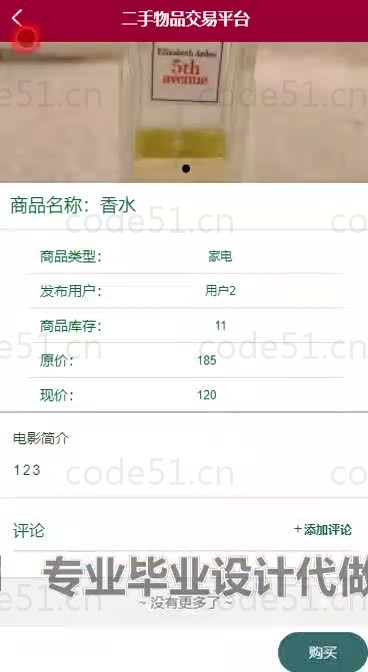 二手物品交易平台
Elizabeth Arden
5th
avenue
code51.cn
商品名称：香水
code51.cn
商品类型： 家电
发布用户： 用户2
商品库存： 11
code51.cn
原价： 185
现价： 120
电影简介
123
code51.cn
评论 +添加评论
专业毕业设计代做
~ 没有更多了 ~
code51.cn
购买